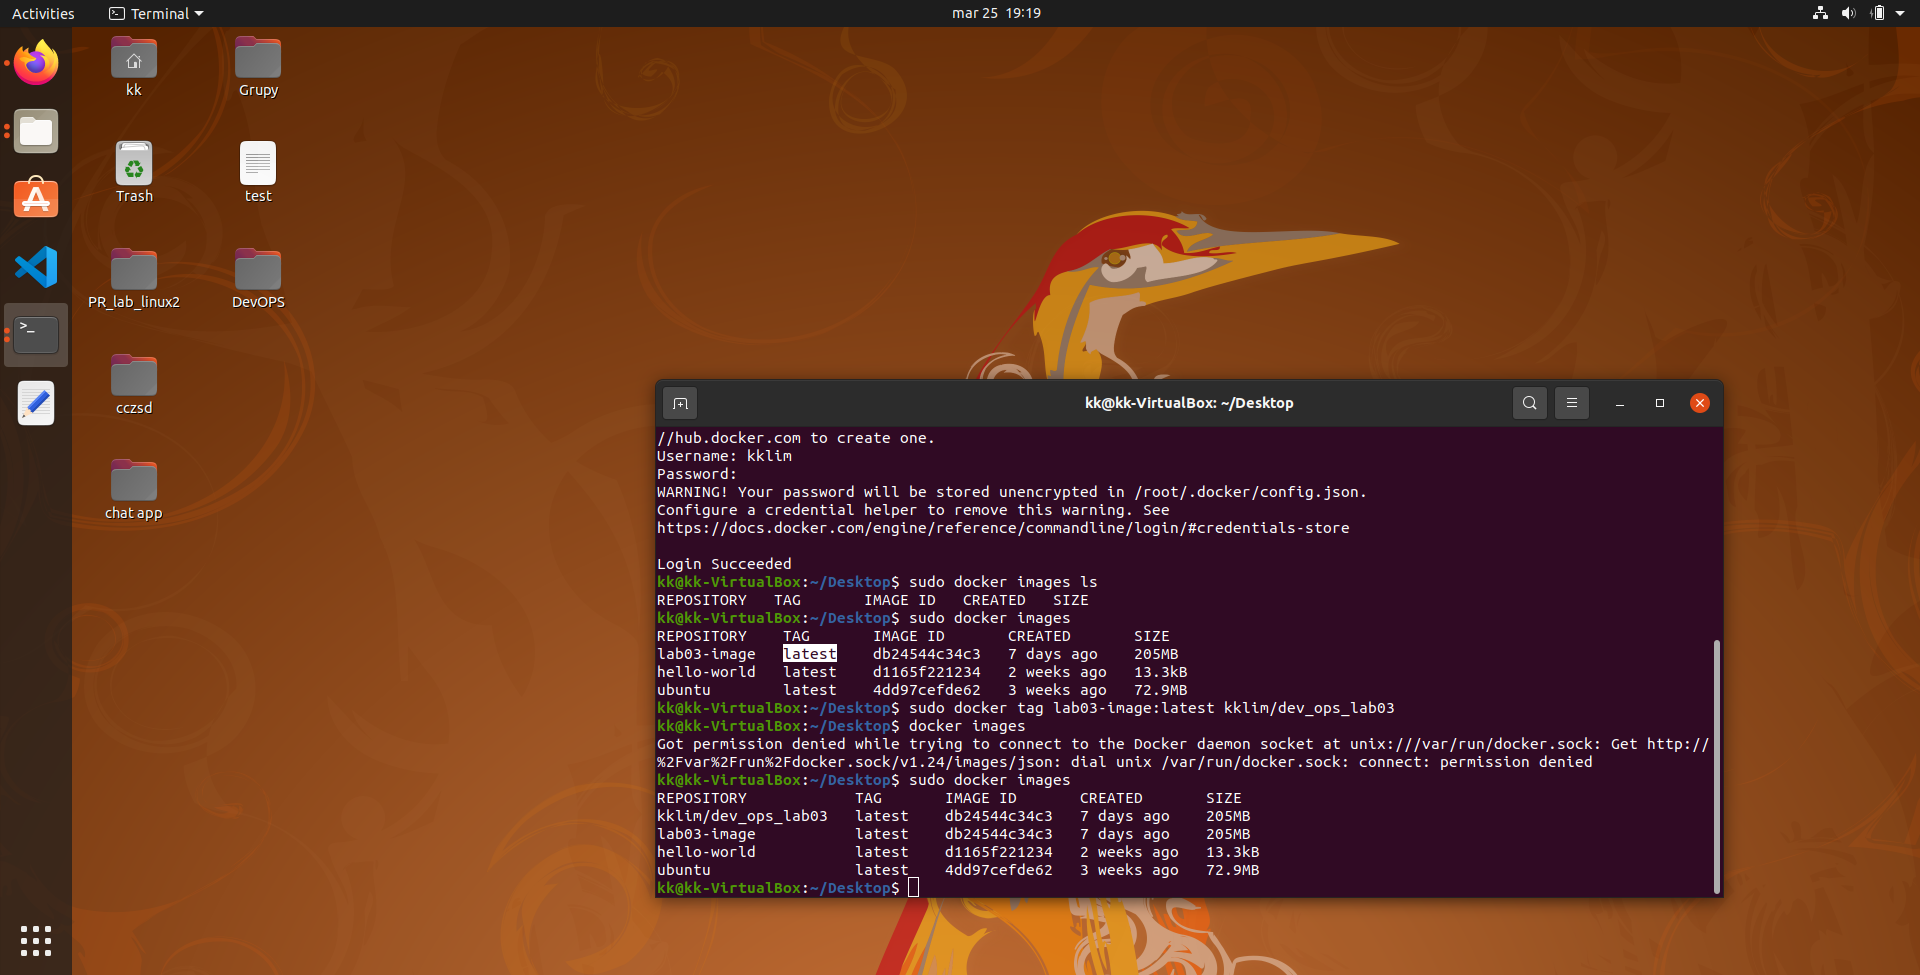 Activities
Terminal
mar 25 19:19
kk
Grupy
Trash
test
PR_lab_linux2
DevOPS
cczsd
chat app
>_
kk@kk-VirtualBox: ~/Desktop
//hub.docker.com to create one.
Username: kklim
Password:
WARNING! Your password will be stored unencrypted in /root/.docker/config.json.
Configure a credential helper to remove this warning. See
https://docs.docker.com/engine/reference/commandline/login/#credentials-store
Login Succeeded
kk@kk-VirtualBox:~/Desktop$ sudo docker images ls
REPOSITORY   TAG       IMAGE ID   CREATED   SIZE
kk@kk-VirtualBox:~/Desktop$ sudo docker images
REPOSITORY    TAG       IMAGE ID       CREATED       SIZE
lab03-image   latest    db24544c34c3   7 days ago    205MB
hello-world   latest    d1165f221234   2 weeks ago   13.3kB
ubuntu        latest    4dd97cefde62   3 weeks ago   72.9MB
kk@kk-VirtualBox:~/Desktop$ sudo docker tag lab03-image:latest kklim/dev_ops_lab03
kk@kk-VirtualBox:~/Desktop$ docker images
Got permission denied while trying to connect to the Docker daemon socket at unix:///var/run/docker.sock: Get http://
%2Fvar%2Frun%2Fdocker.sock/v1.24/images/json: dial unix /var/run/docker.sock: connect: permission denied
kk@kk-VirtualBox:~/Desktop$ sudo docker images
REPOSITORY            TAG       IMAGE ID       CREATED       SIZE
kklim/dev_ops_lab03   latest    db24544c34c3   7 days ago    205MB
lab03-image           latest    db24544c34c3   7 days ago    205MB
hello-world           latest    d1165f221234   2 weeks ago   13.3kB
ubuntu                latest    4dd97cefde62   3 weeks ago   72.9MB
kk@kk-VirtualBox:~/Desktop$